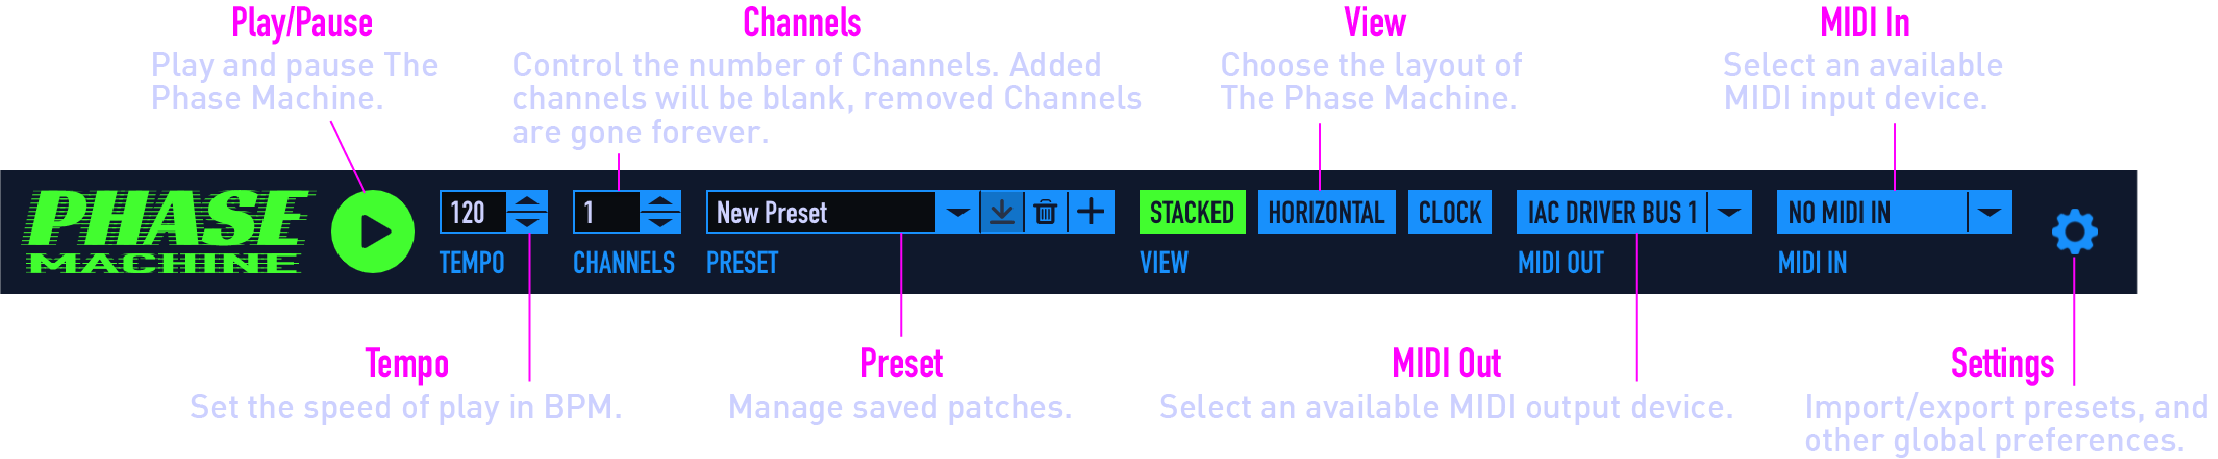 Play/Pause
Play and pause The
Phase Machine.
Channels
Control the number of Channels. Added
channels will be blank, removed Channels
are gone forever.
View
Choose the layout of
The Phase Machine.
MIDI In
Select an available
MIDI input device.
PHASE
MACHINE
120
TEMPO
1
CHANNELS
New Preset
PRESET
STACKED HORIZONTAL CLOCK
VIEW
IAC DRIVER BUS 1
MIDI OUT
NO MIDI IN
MIDI IN
Tempo
Set the speed of play in BPM.
Preset
Manage saved patches.
MIDI Out
Select an available MIDI output device.
Settings
Import/export presets, and
other global preferences.